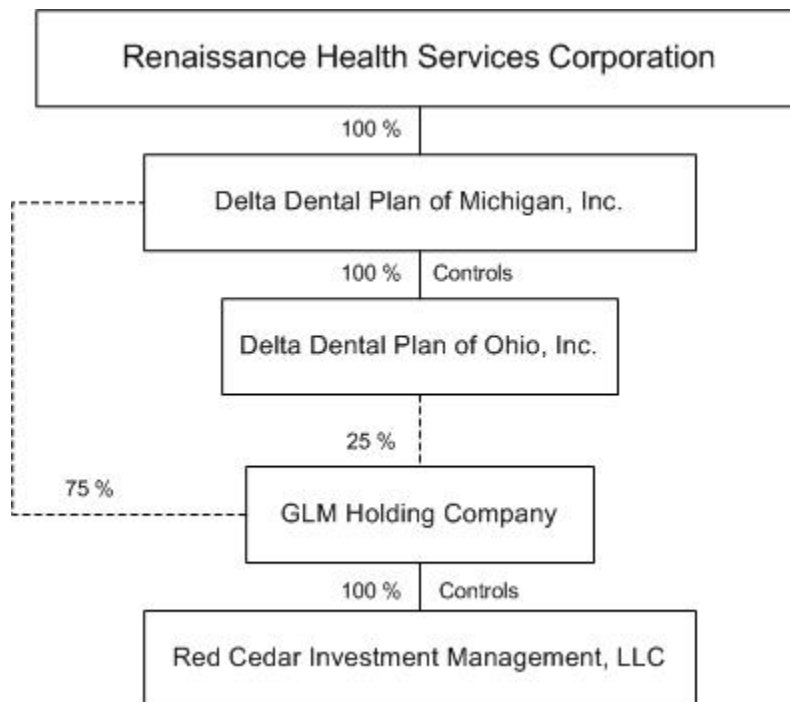 Renaissance Health Services Corporation
100 %
Delta Dental Plan of Michigan, Inc.
100 % Controls
Delta Dental Plan of Ohio, Inc.
25 %
75 %
GLM Holding Company
100 % Controls
Red Cedar Investment Management, LLC